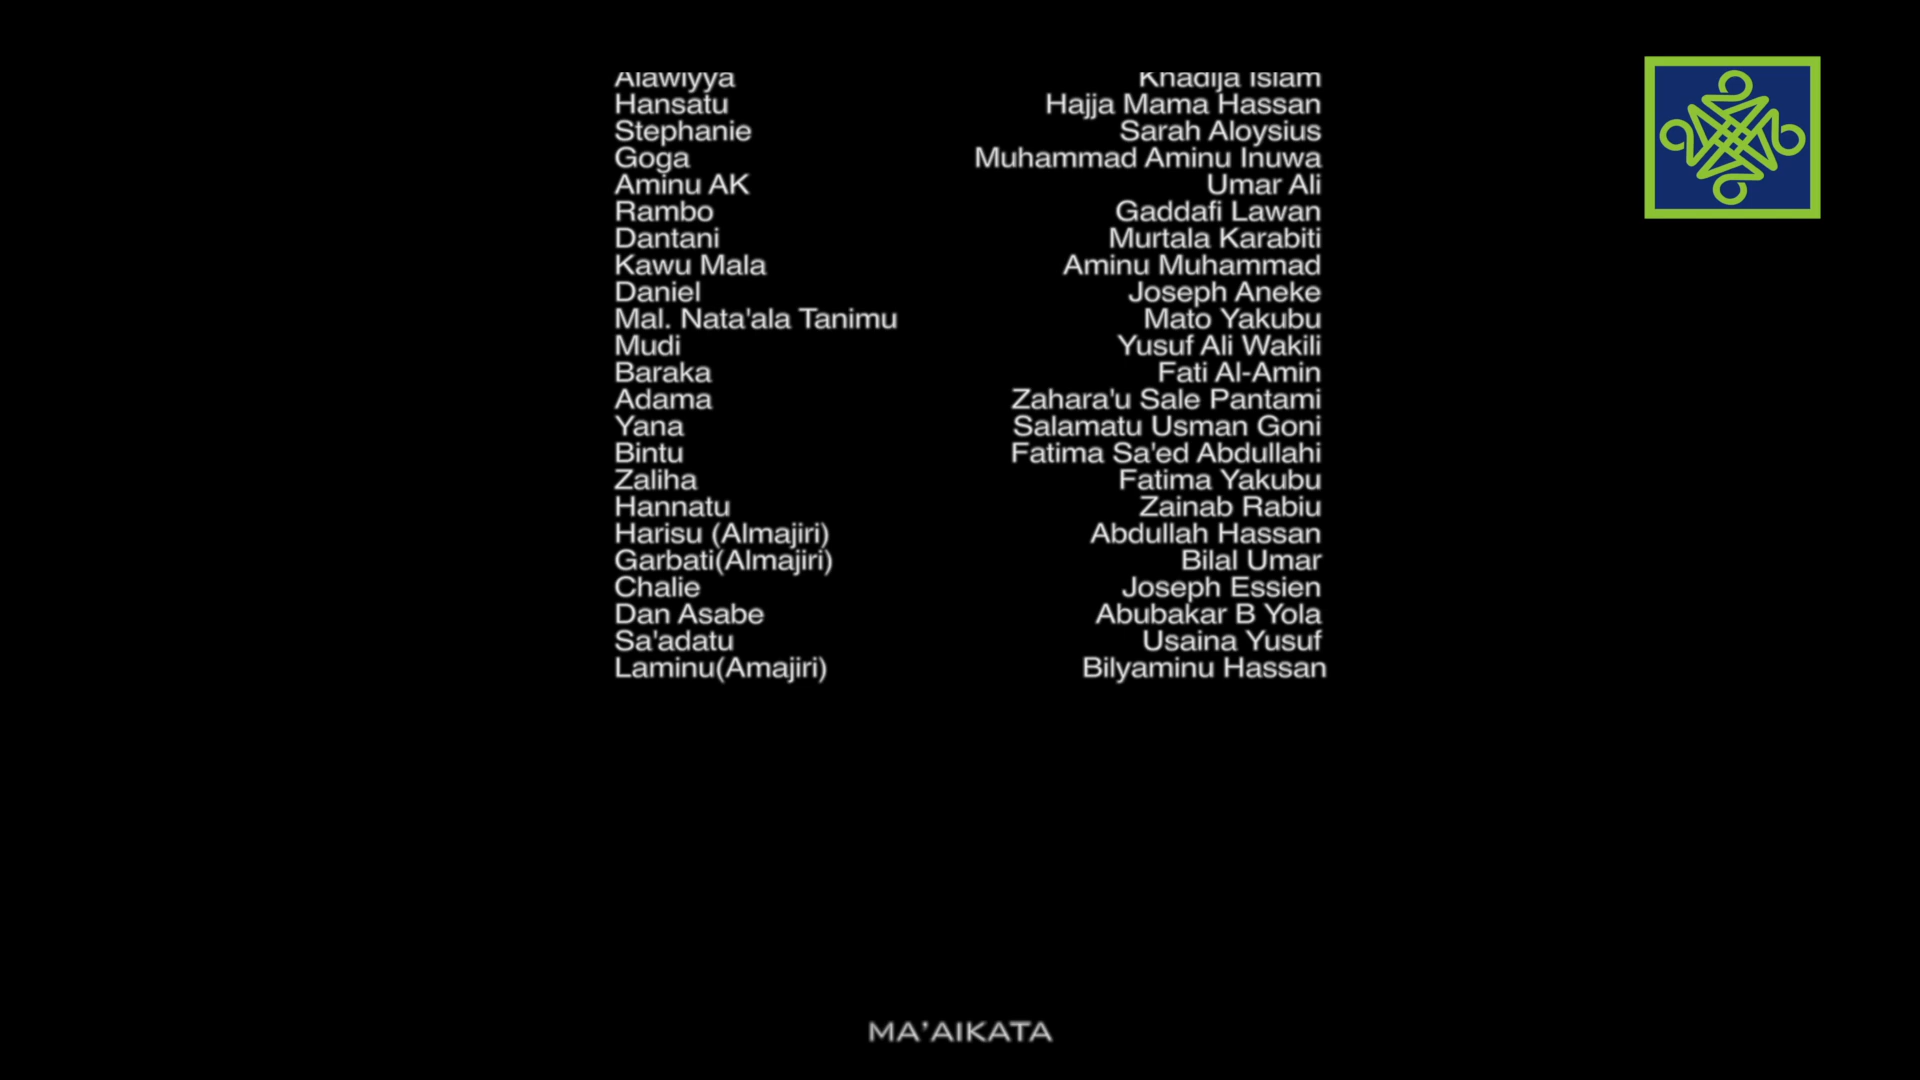 Alawiyya Khadija Islam
Hansatu Hajja Mama Hassan
Stephanie Sarah Aloysius
Goga Muhammad Aminu Inuwa
Aminu AK Umar Ali
Rambo Gaddafi Lawan
Dantani Murtala Karabiti
Kawu Mala Aminu Muhammad
Daniel Joseph Aneke
Mal. Nata'ala Tanimu Mato Yakubu
Mudi Yusuf Ali Wakili
Baraka Fati Al-Amin
Adama Zahara'u Sale Pantami
Yana Salamatu Usman Goni
Bintu Fatima Sa'ed Abdullahi
Zaliha Fatima Yakubu
Hannatu Zainab Rabiu
Harisu (Almajiri) Abdullah Hassan
Garbati(Almajiri) Bilal Umar
Chalie Joseph Essien
Dan Asabe Abubakar B Yola
Sa'adatu Usaina Yusuf
Laminu(Amajiri) Bilyaminu Hassan
MA'AIKATA